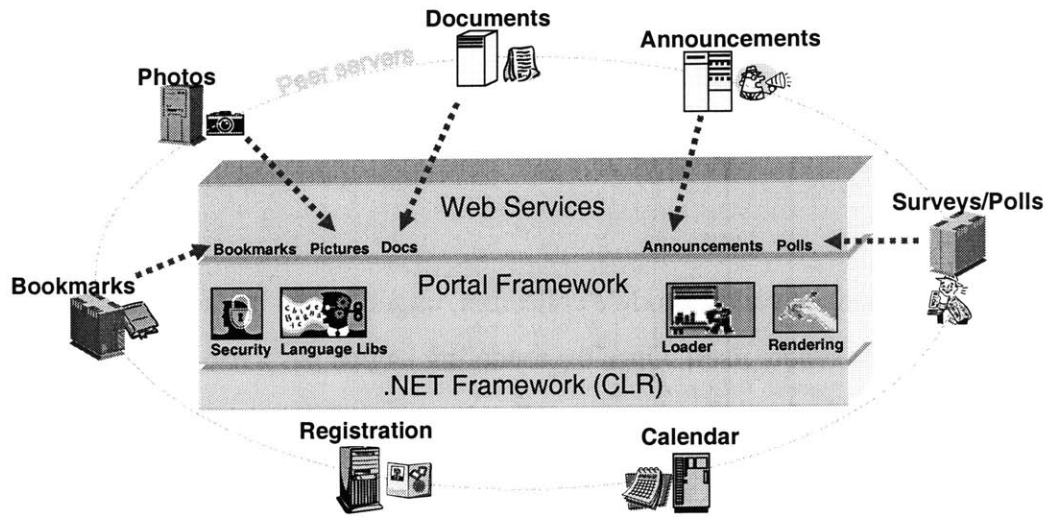 Documents
Announcements
Photos
Peer servers
Web Services
Surveys/Polls
Bookmarks Pictures Docs Announcements Polls
Bookmarks
Portal Framework
Security Language Libs Loader Rendering
.NET Framework (CLR)
Registration
Calendar